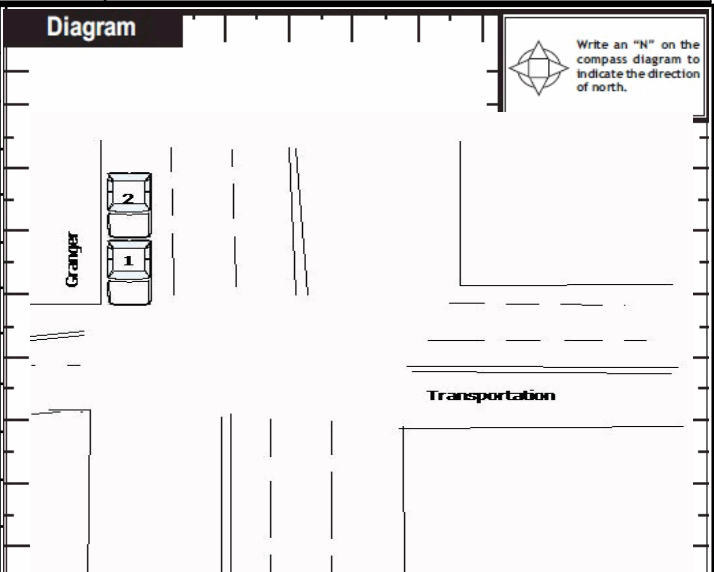 Diagram
Write an “N” on the
compass diagram to
indicate the direction
of north.
2
Granger
1
Transportation